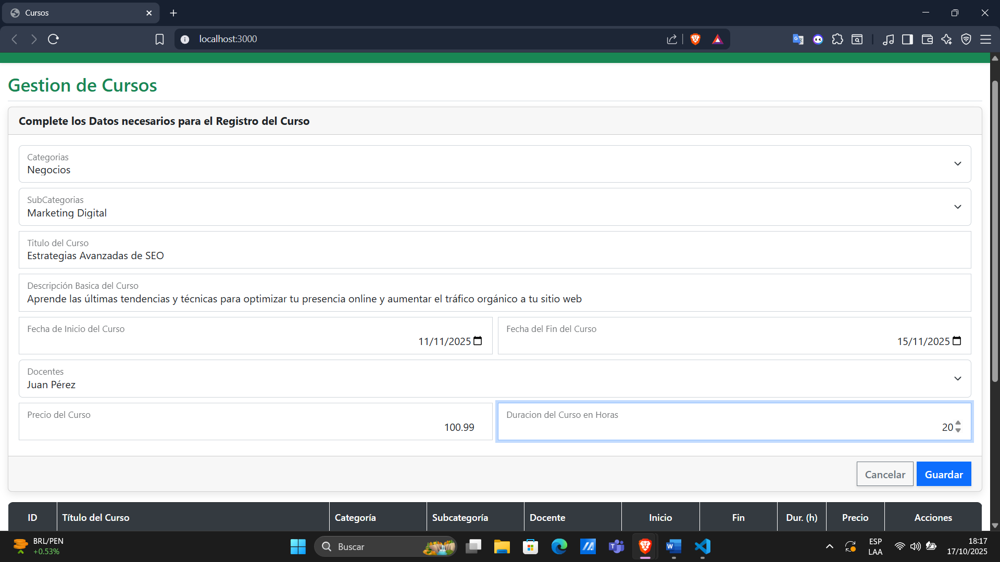 Cursos
localhost:3000
Gestion de Cursos
Complete los Datos necesarios para el Registro del Curso
Categorias
Negocios
SubCategorias
Marketing Digital
Titulo del Curso
Estrategias Avanzadas de SEO
Descripción Basica del Curso
Aprende las últimas tendencias y técnicas para optimizar tu presencia online y aumentar el tráfico orgánico a tu sitio web
Fecha de Inicio del Curso
11/11/2025
Fecha del Fin del Curso
15/11/2025
Docentes
Juan Pérez
Precio del Curso
100.99
Duracion del Curso en Horas
20
Cancelar Guardar
ID Título del Curso Categoría Subcategoría Docente Inicio Fin Dur. (h) Precio Acciones
BRL/PEN
+0.53%
Buscar
ESP
LAA
18:17
17/10/2025